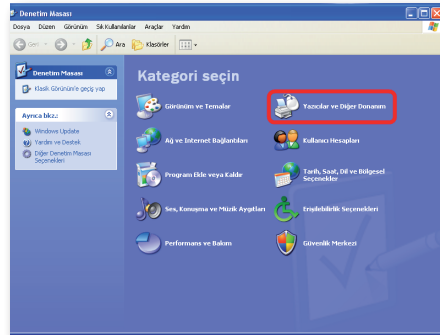 Denetim Masası
Dosya Düzen Görünüm Sık Kullanılanlar Araçlar Yardım
Geri Ara Klasörler
Denetim Masası
Klasik Görünüm'e geçiş yap
Ayrıca bkz.:
Windows Update
Yardım ve Destek
Diğer Denetim Masası
Seçenekleri
Kategori seçin
Görünüm ve Temalar
Yazıcılar ve Diğer Donanım
Ağ ve Internet Bağlantıları
Kullanıcı Hesapları
Program Ekle veya Kaldır
Tarih, Saat, Dil ve Bölgesel
Seçenekler
Ses, Konuşma ve Müzik Aygıtları
Erişilebilirlik Seçenekleri
Performans ve Bakım
Güvenlik Merkezi